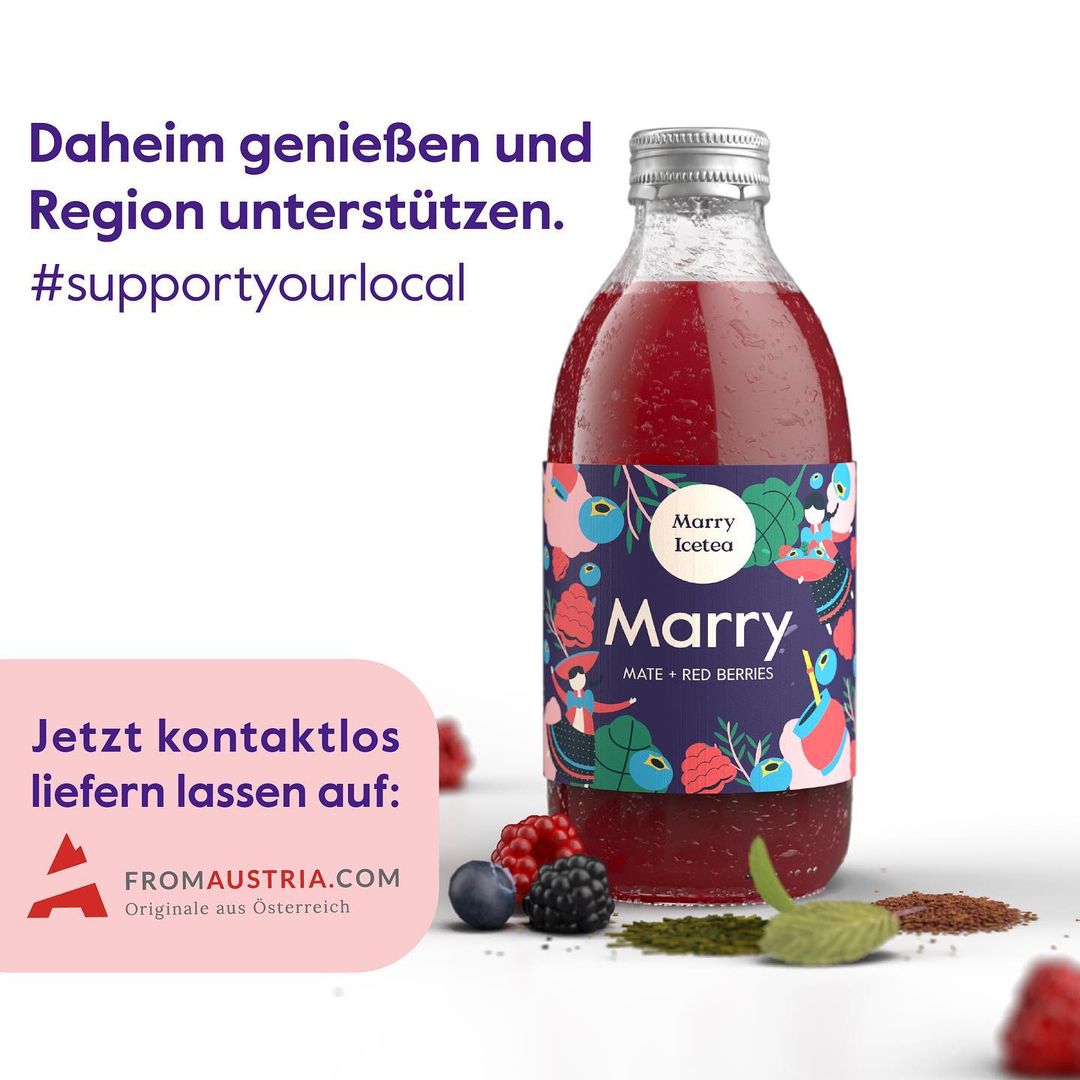 Daheim genießen und
Region unterstützen.
#supportyourlocal
Marry
Icetea
Marry
MATE + RED BERRIES
Jetzt kontaktlos
liefern lassen auf:
FROMAUSTRIA.COM
Originale aus Österreich